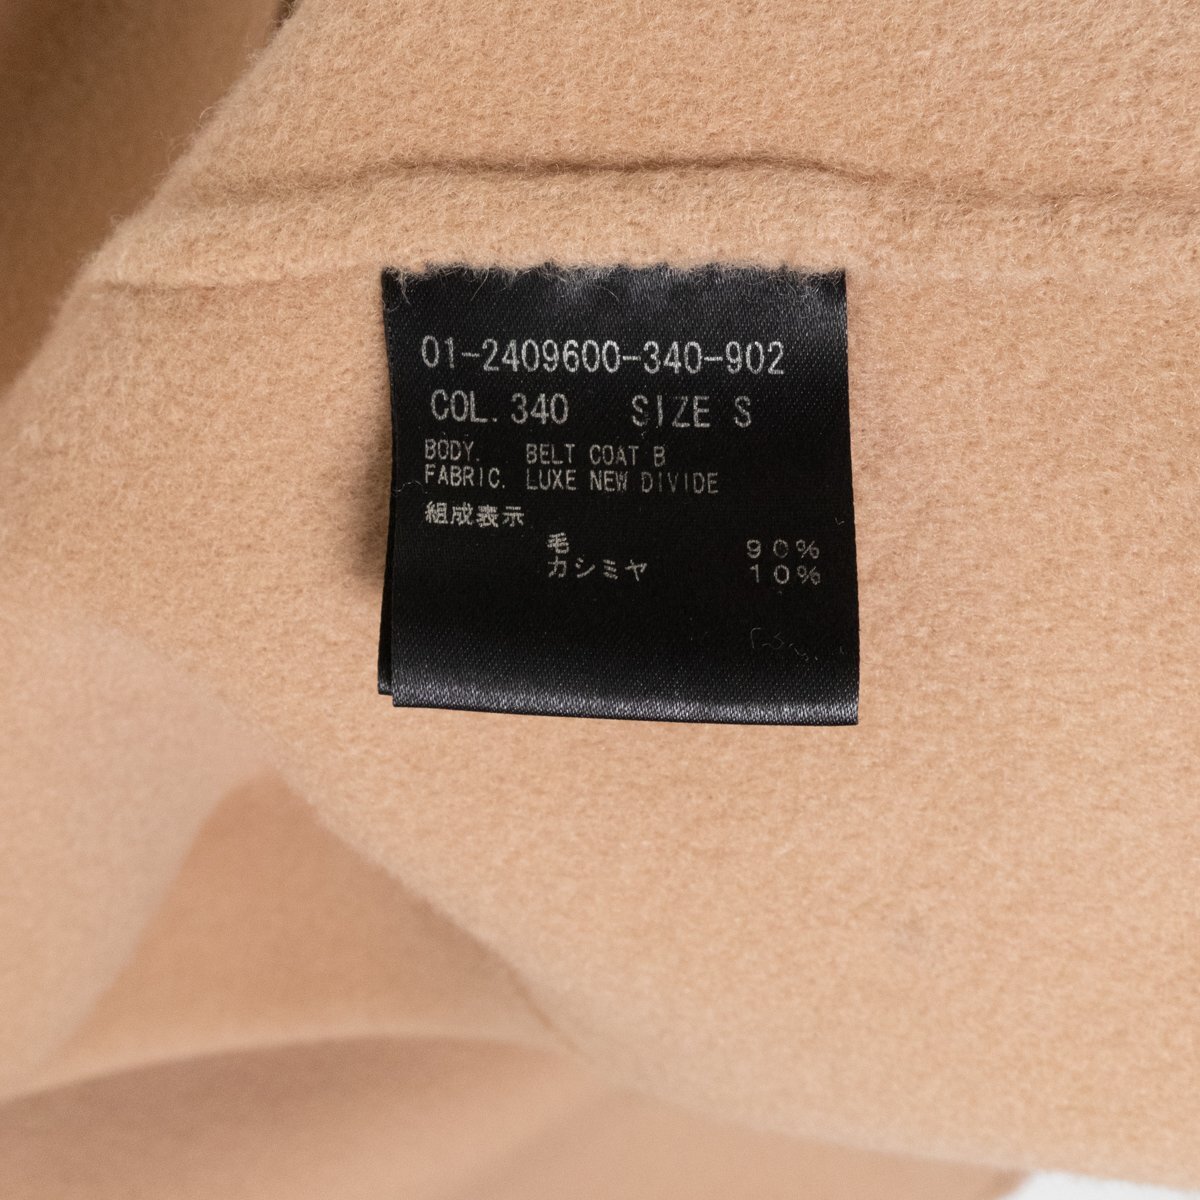 01-2409600-340-902
COL. 340 SIZE S
BODY. BELT COAT B
FABRIC. LUXE NEW DIVIDE
組成表示
毛 90%
カシミヤ 10%